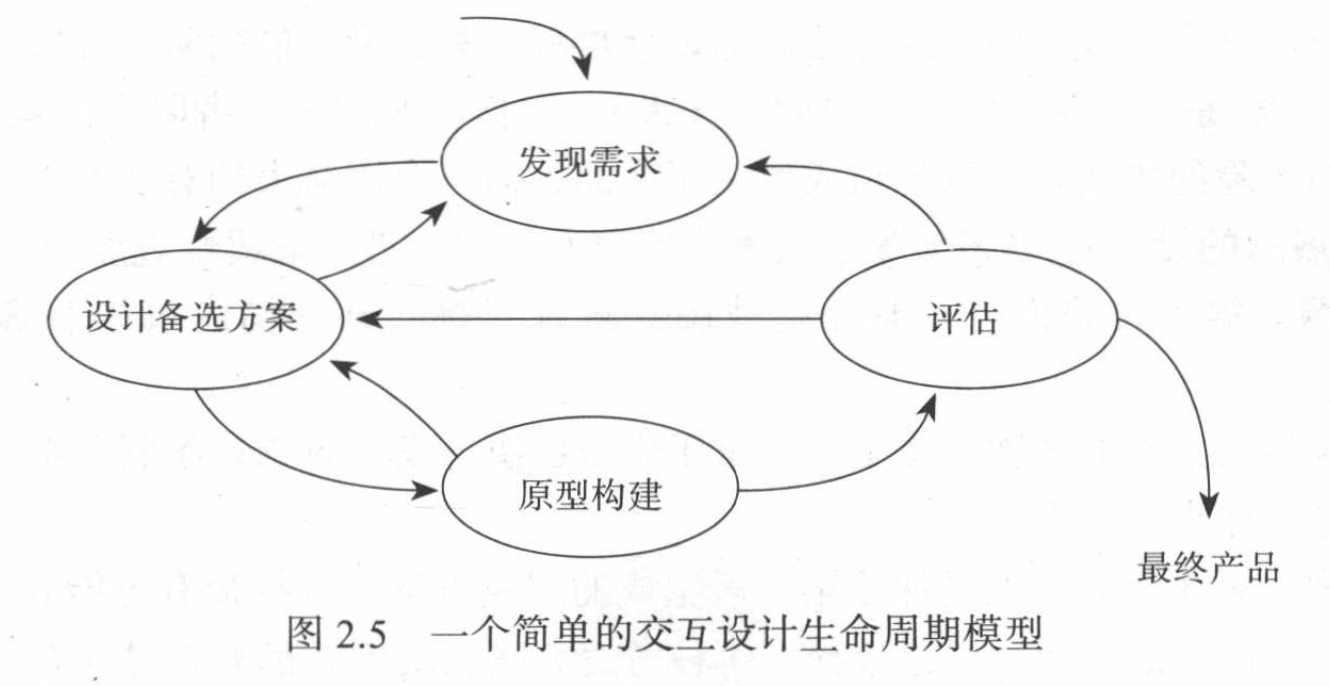 发现需求
设计备选方案
评估
原型构建
最终产品
图 2.5 一个简单的交互设计生命周期模型